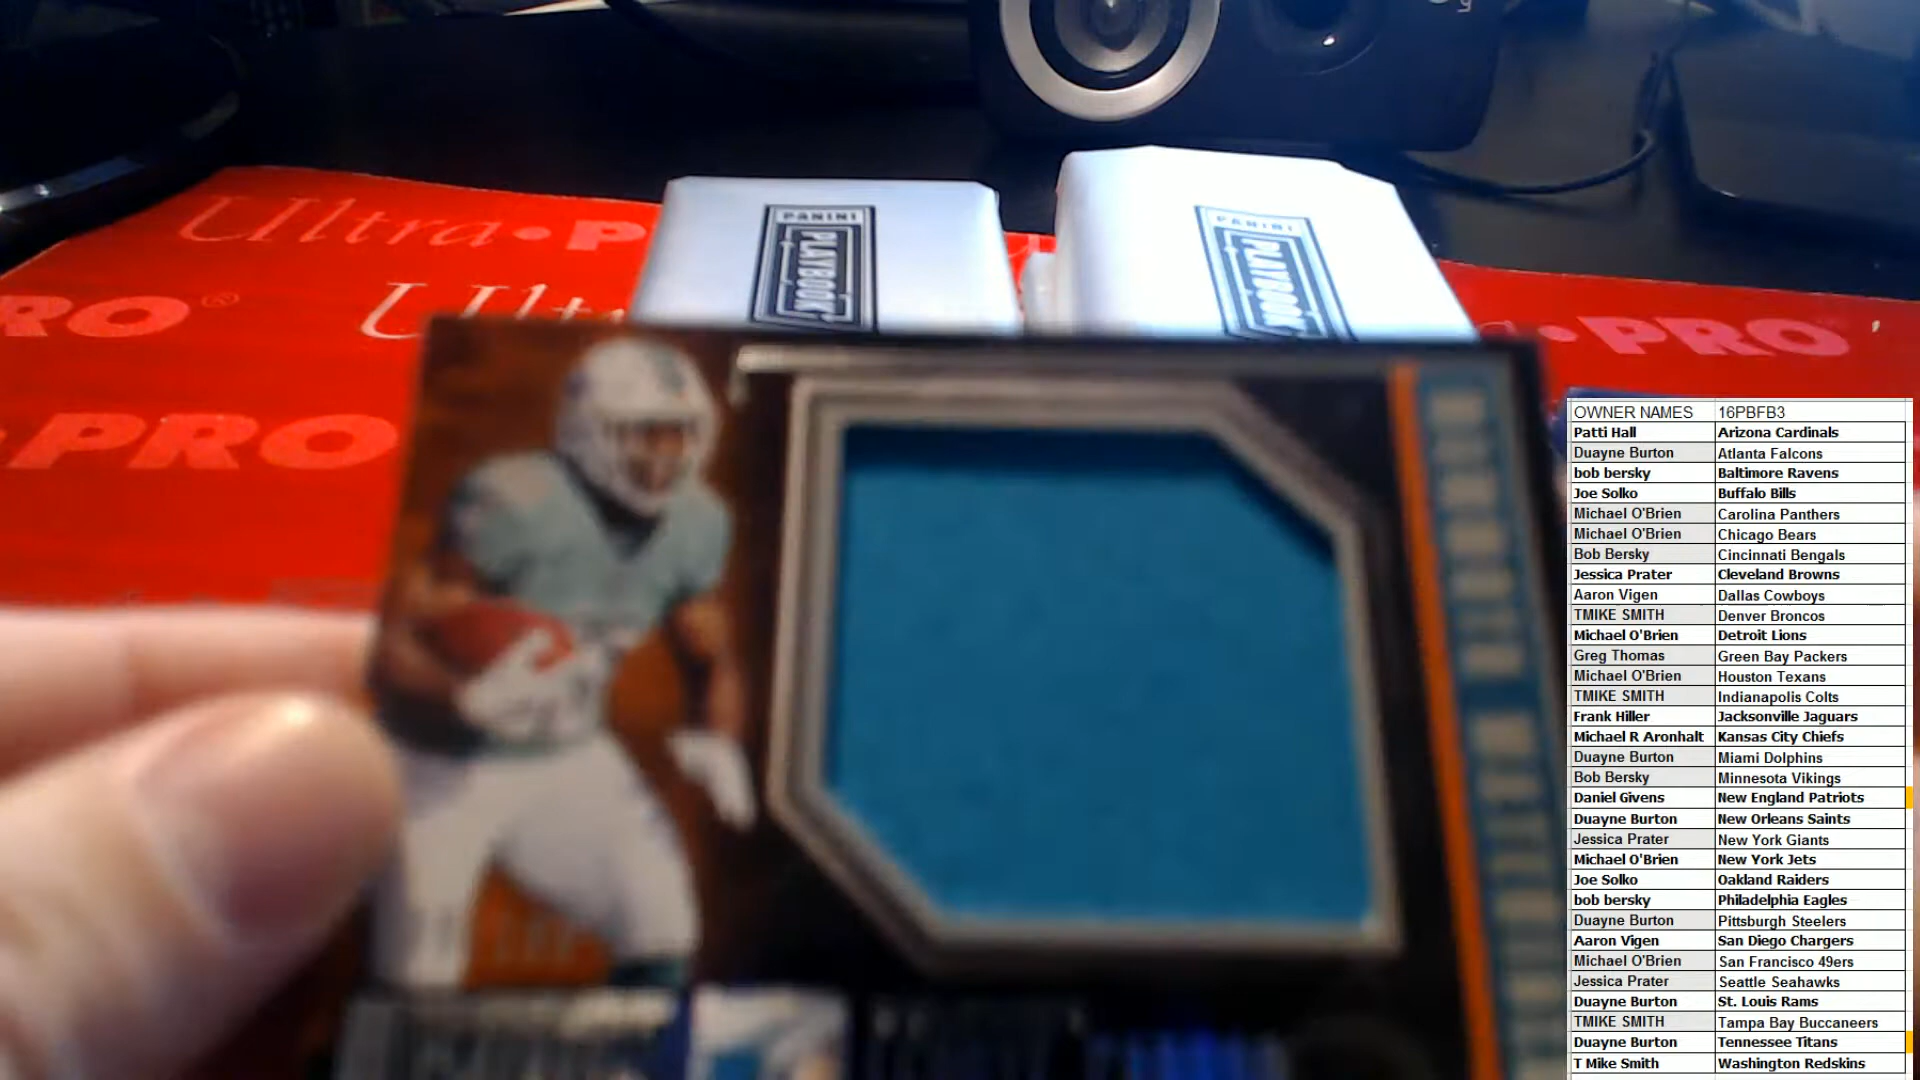 Ultra•P
PANINI
PLAYBOOK
PANINI
PLAYBOOK
RO®
Ult
•PRO
PRO
OWNER NAMES 16PBFB3
Patti Hall Arizona Cardinals
Duayne Burton Atlanta Falcons
bob bersky Baltimore Ravens
Joe Solko Buffalo Bills
Michael O'Brien Carolina Panthers
Michael O'Brien Chicago Bears
Bob Bersky Cincinnati Bengals
Jessica Prater Cleveland Browns
Aaron Vigen Dallas Cowboys
TMIKE SMITH Denver Broncos
Michael O'Brien Detroit Lions
Greg Thomas Green Bay Packers
Michael O'Brien Houston Texans
TMIKE SMITH Indianapolis Colts
Frank Hiller Jacksonville Jaguars
Michael R Aronhalt Kansas City Chiefs
Duayne Burton Miami Dolphins
Bob Bersky Minnesota Vikings
Daniel Givens New England Patriots
Duayne Burton New Orleans Saints
Jessica Prater New York Giants
Michael O'Brien New York Jets
Joe Solko Oakland Raiders
bob bersky Philadelphia Eagles
Duayne Burton Pittsburgh Steelers
Aaron Vigen San Diego Chargers
Michael O'Brien San Francisco 49ers
Jessica Prater Seattle Seahawks
Duayne Burton St. Louis Rams
TMIKE SMITH Tampa Bay Buccaneers
Duayne Burton Tennessee Titans
T Mike Smith Washington Redskins